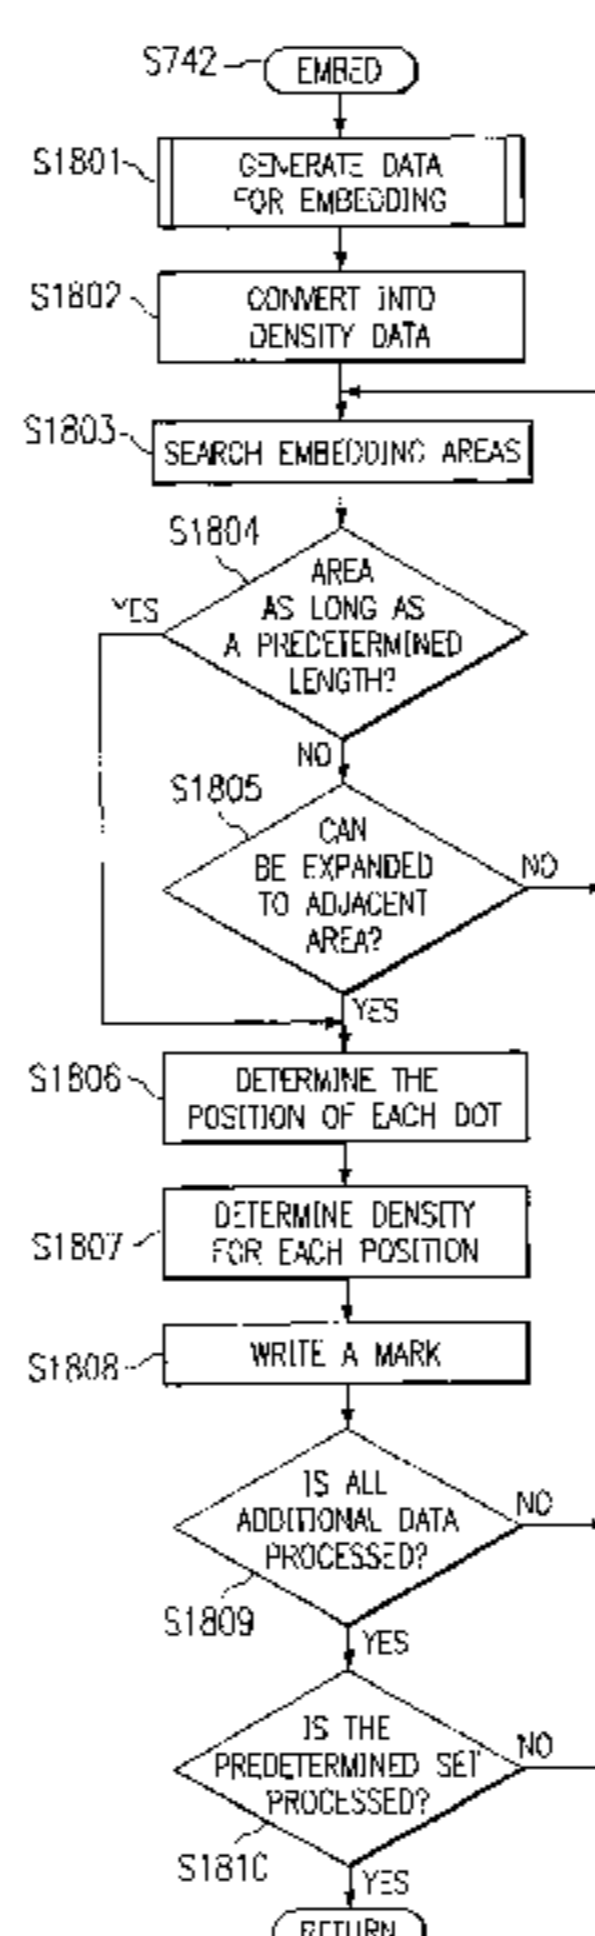 S742
EMBED
S1801
GENERATE DATA
FOR EMBEDDING
S1802
CONVERT INTO
DENSITY DATA
S1803
SEARCH EMBEDDING AREAS
S1804
AREA
AS LONG AS
A PREDETERMINED
LENGTH?
YES
NO
S1805
CAN
BE EXPANDED
TO ADJACENT
AREA?
NO
YES
S1806
DETERMINE THE
POSITION OF EACH DOT
S1807
DETERMINE DENSITY
FOR EACH POSITION
S1808
WRITE A MARK
IS ALL
ADDITIONAL DATA
PROCESSED?
NO
S1809
YES
IS THE
PREDETERMINED SET
PROCESSED?
NO
S1810
YES
RETURN